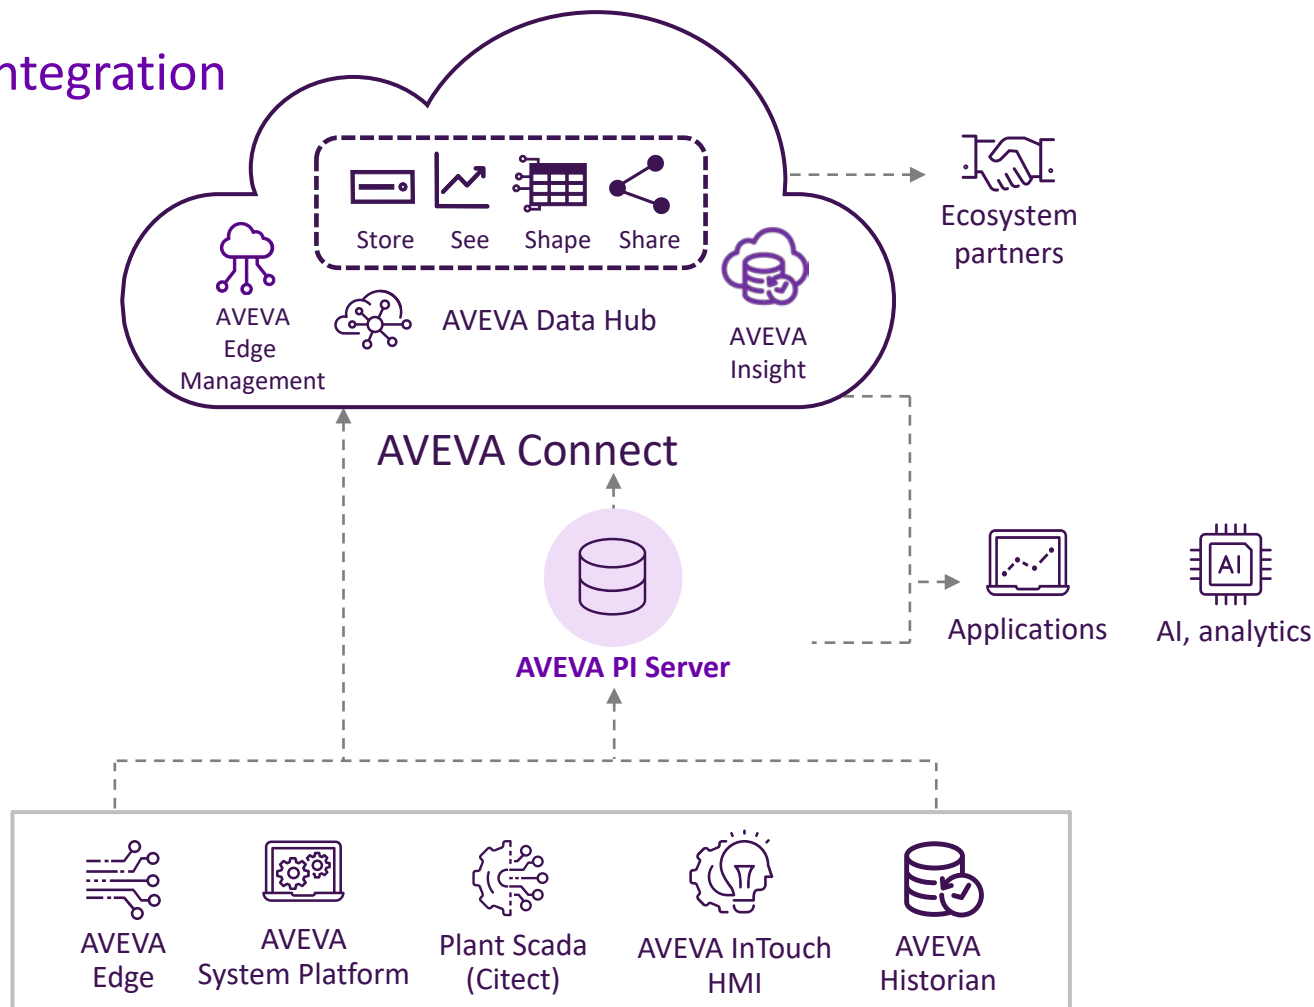 ntegration
Store See Shape Share
AVEVA
Edge
Management
AVEVA Data Hub
AVEVA
Insight
Ecosystem
partners
AVEVA Connect
AVEVA PI Server
Applications
AI
AI, analytics
AVEVA
Edge
AVEVA
System Platform
Plant Scada
(Citect)
AVEVA InTouch
HMI
AVEVA
Historian